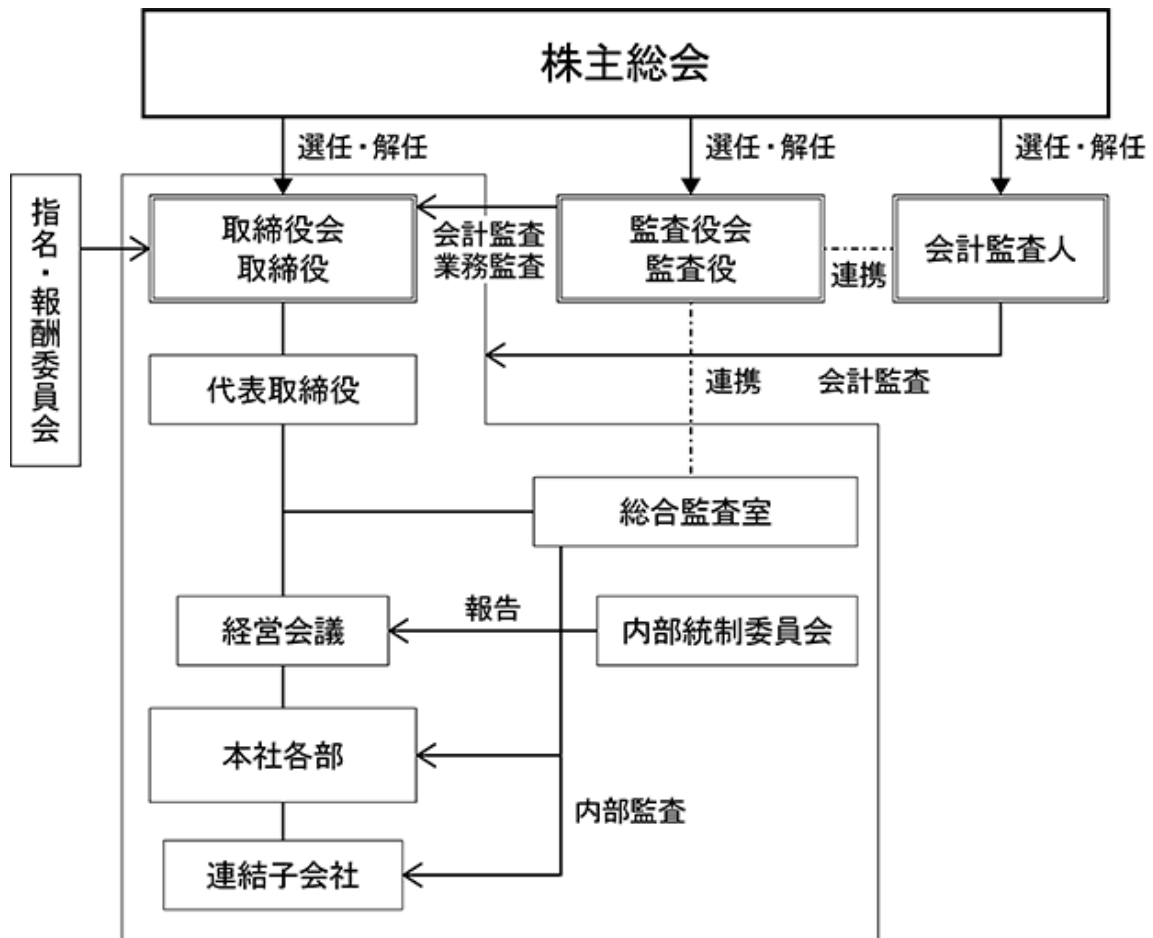 株主総会
選任・解任
選任・解任
選任・解任
指名・報酬委員会
取締役会
取締役
会計監査
業務監査
監査役会
監査役
連携
会計監査人
代表取締役
連携
会計監査
総合監査室
経営会議
報告
内部統制委員会
本社各部
内部監査
連結子会社